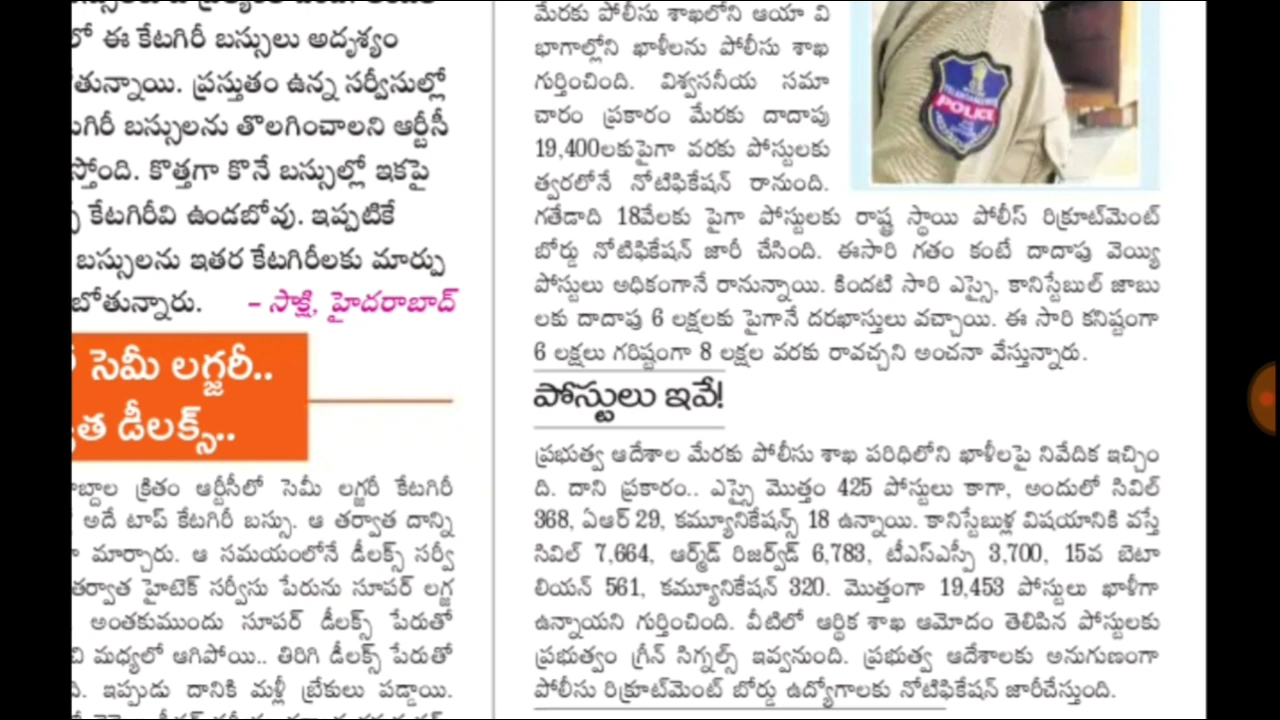 లో ఈ కేటగిరీ బస్సులు అదృశ్యం
తున్నాయి. ప్రస్తుతం ఉన్న సర్వీసుల్లో
బస్సులను తొలగించాలని ఆర్టీసీ
స్తోంది. కొత్తగా కొనే బస్సుల్లో ఇకపై
కేటగిరీవి ఉండబోవు. ఇప్పటికే
బస్సులను ఇతర కేటగిరీలకు మార్పు
బోతున్నారు. – సాక్షి, హైదరాబాద్
సెమీ లగ్జరీ..
త డీలక్స్..
క్రితం ఆర్టీసీలో సెమీ లగ్జరీ కేటగిరీ
అదే టాప్ కేటగిరీ బస్సు. ఆ తర్వాత దాన్ని
మార్చారు. ఆ సమయంలోనే డీలక్స్ సర్వీ
తర్వాత హైటెక్ సర్వీసు పేరును సూపర్ లగ్జ
అంతకుముందు సూపర్ డీలక్స్ పేరుతో
మధ్యలో ఆగిపోయి.. తిరిగి డీలక్స్ పేరుతో
ది. ఇప్పుడు దానికి మళ్లీ బ్రేకులు పడ్డాయి.
మేరకు పోలీసు శాఖలోని ఆయా వి
భాగాల్లోని ఖాళీలను పోలీసు శాఖ
గుర్తించింది. విశ్వసనీయ సమా
చారం ప్రకారం మేరకు దాదాపు
19,400లకుపైగా వరకు పోస్టులకు
త్వరలోనే నోటిఫికేషన్ రానుంది.
గతేడాది 18వేలకు పైగా పోస్టులకు రాష్ట్ర స్థాయి పోలీస్ రిక్రూట్‌మెంట్
బోర్డు నోటిఫికేషన్ జారీ చేసింది. ఈసారి గతం కంటే దాదాపు వెయ్యి
పోస్టులు అధికంగానే రానున్నాయి. కిందటి సారి ఎస్సై, కానిస్టేబుల్ జాబు
లకు దాదాపు 6 లక్షలకు పైగానే దరఖాస్తులు వచ్చాయి. ఈ సారి కనిష్టంగా
6 లక్షలు గరిష్టంగా 8 లక్షల వరకు రావచ్చని అంచనా వేస్తున్నారు.
పోస్టులు ఇవే!
ప్రభుత్వ ఆదేశాల మేరకు పోలీసు శాఖ పరిధిలోని ఖాళీలపై నివేదిక ఇచ్చిం
ది. దాని ప్రకారం.. ఎస్సై మొత్తం 425 పోస్టులు కాగా, అందులో సివిల్
368, ఏఆర్ 29, కమ్యూనికేషన్స్ 18 ఉన్నాయి. కానిస్టేబుళ్ల విషయానికి వస్తే
సివిల్ 7,664, ఆర్మ్‌డ్ రిజర్వ్‌డ్ 6,783, టీఎస్ఎస్పీ 3,700, 15వ బెటా
లియన్ 561, కమ్యూనికేషన్ 320. మొత్తంగా 19,453 పోస్టులు ఖాళీగా
ఉన్నాయని గుర్తించింది. వీటిలో ఆర్థిక శాఖ ఆమోదం తెలిపిన పోస్టులకు
ప్రభుత్వం గ్రీన్ సిగ్నల్స్ ఇవ్వనుంది. ప్రభుత్వ ఆదేశాలకు అనుగుణంగా
పోలీసు రిక్రూట్‌మెంట్ బోర్డు ఉద్యోగాలకు నోటిఫికేషన్ జారీచేస్తుంది.
POLICE